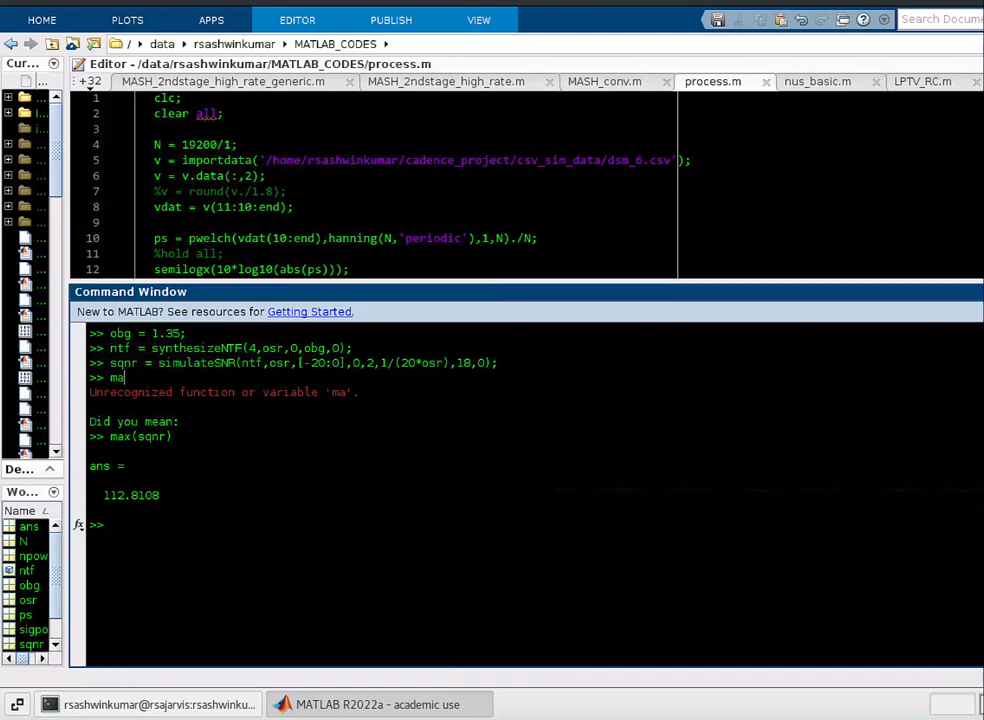 HOME PLOTS APPS EDITOR PUBLISH VIEW Search Docume
/ data rsashwinkumar MATLAB_CODES
Cur... Editor - /data/rsashwinkumar/MATLAB_CODES/process.m
+32 MASH_2ndstage_high_rate_generic.m MASH_2ndstage_high_rate.m MASH_conv.m process.m nus_basic.m LPTV_RC.m
1 clc;
2 clear all;
3
4 N = 19200/1;
5 v = importdata('/home/rsashwinkumar/cadence_project/csv_sim_data/dsm_6.csv');
6 v = v.data(:,2);
7 %v = round(v./1.8);
8 vdat = v(11:10:end);
9
10 ps = pwelch(vdat(10:end),hanning(N,'periodic'),1,N)./N;
11 %hold all;
12 semilogx(10*log10(abs(ps)));
Command Window
New to MATLAB? See resources for Getting Started.
>> obg = 1.35;
>> ntf = synthesizeNTF(4,osr,0,obg,0);
>> sqnr = simulateSNR(ntf,osr,[-20:0],0,2,1/(20*osr),18,0);
>> ma
Unrecognized function or variable 'ma'.
Did you mean:
>> max(sqnr)
ans =
112.8108
fx >>
De...
Wo...
Name
ans
N
npow
ntf
obg
osr
ps
sigpo
sqnr
rsashwinkumar@rsajarvis:rsashwinku... MATLAB R2022a - academic use